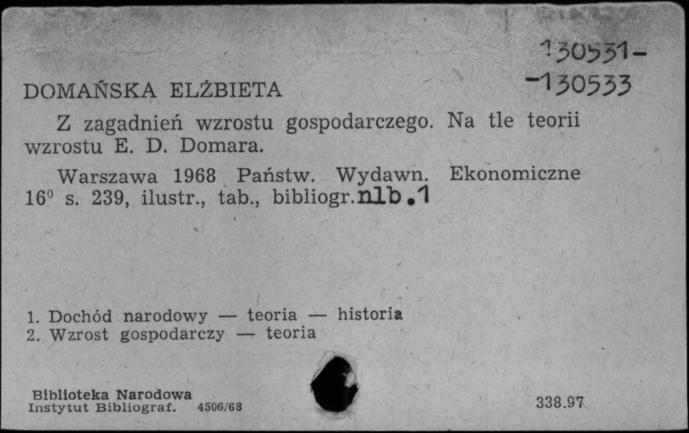 130531-
-130533
DOMAŃSKA ELŻBIETA
Z zagadnień wzrostu gospodarczego. Na tle teorii
wzrostu E. D. Domara.
Warszawa 1968 Państw. Wydawn. Ekonomiczne
16⁰ s. 239, ilustr., tab., bibliogr. nlb.1
1. Dochód narodowy — teoria — historia
2. Wzrost gospodarczy — teoria
Biblioteka Narodowa
Instytut Bibliograf. 4506/68
338.97